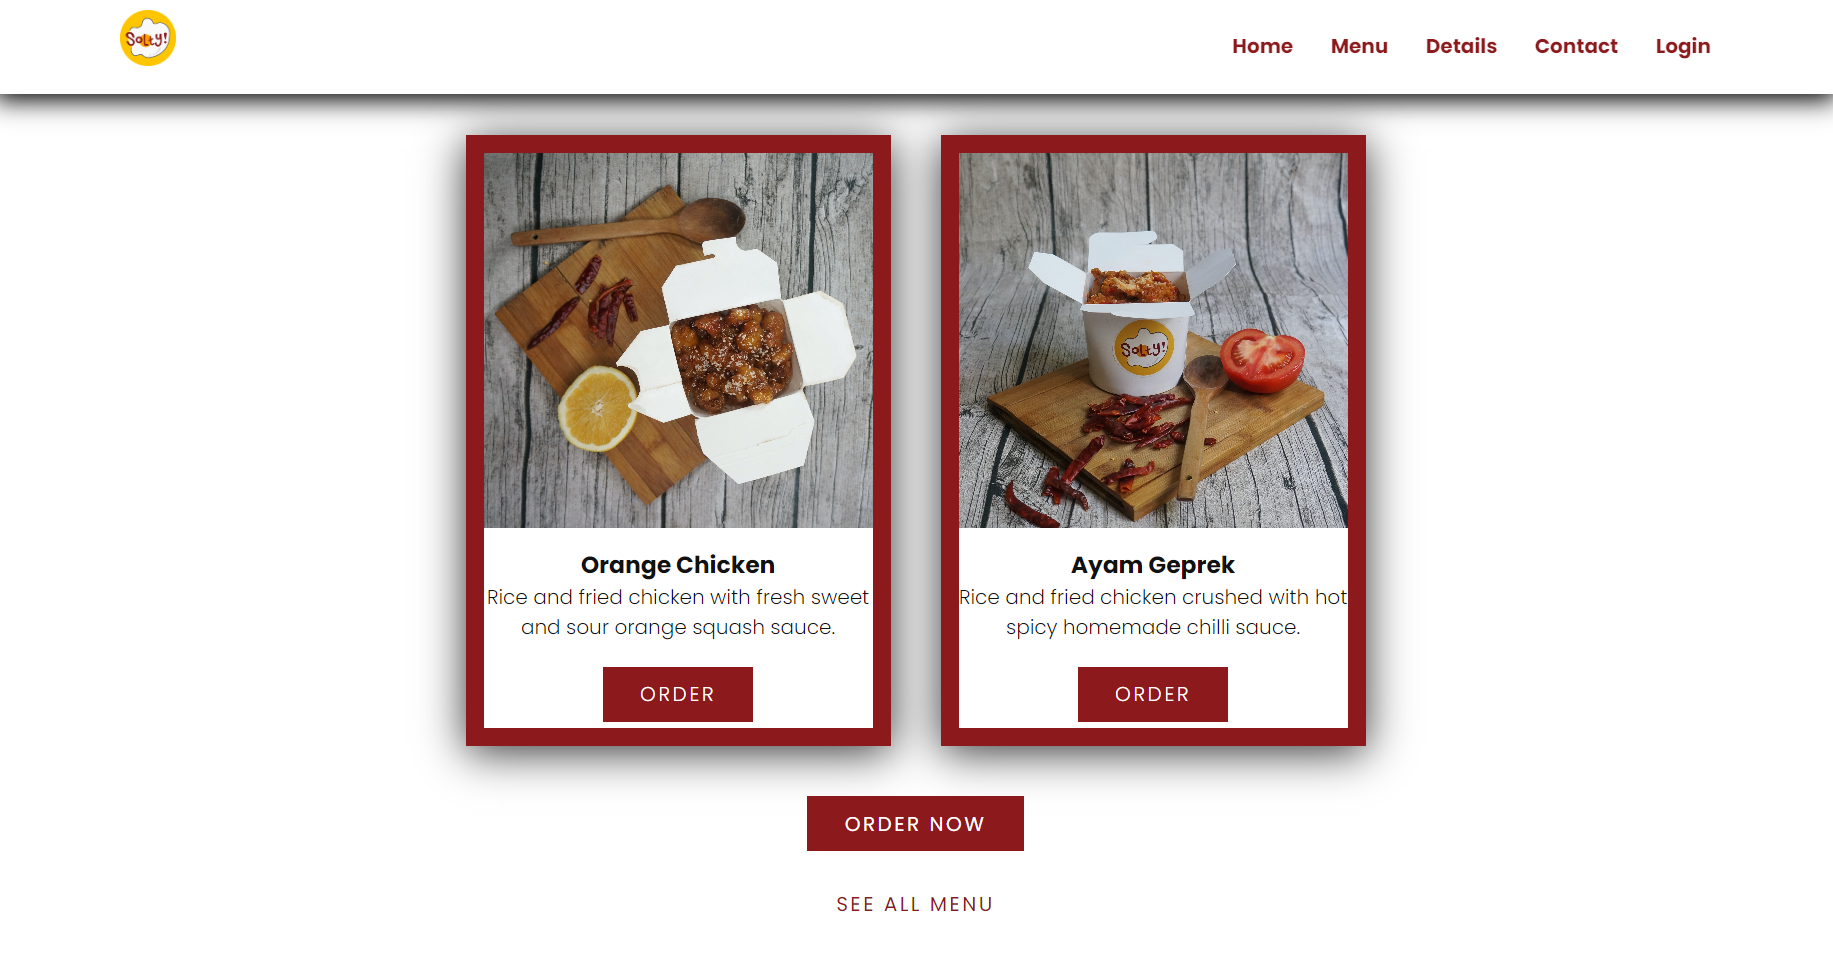 Salty!
Home Menu Details Contact Login
Salty!
Orange Chicken
Rice and fried chicken with fresh sweet
and sour orange squash sauce.
ORDER
Ayam Geprek
Rice and fried chicken crushed with hot
spicy homemade chilli sauce.
ORDER
ORDER NOW
SEE ALL MENU